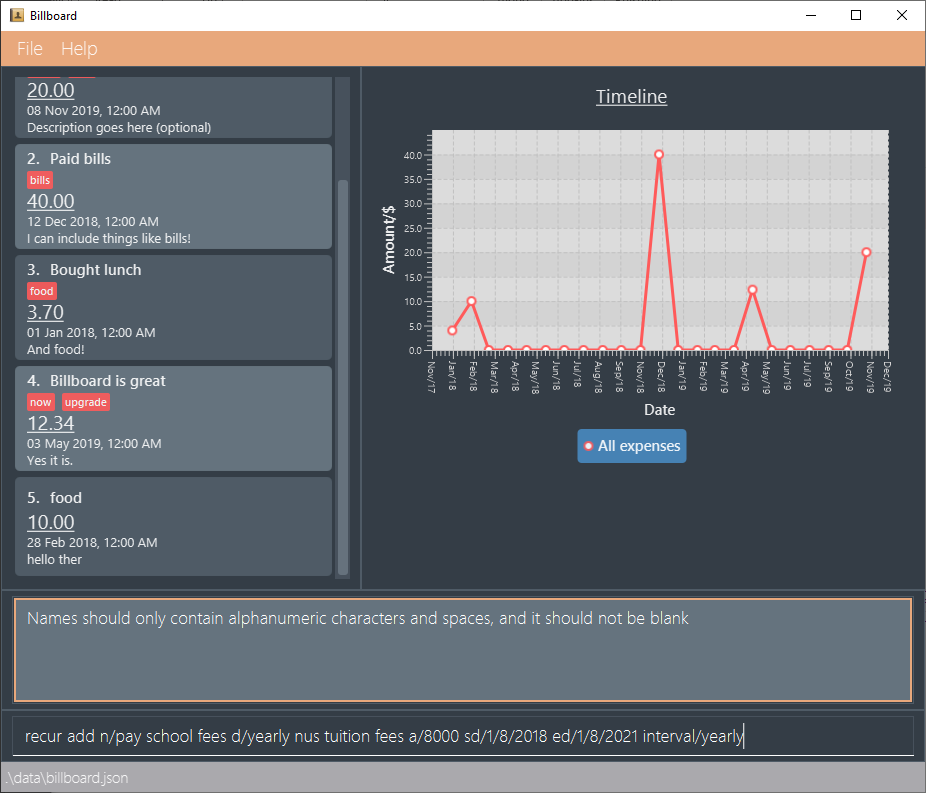 Billboard
File Help
20.00
08 Nov 2019, 12:00 AM
Description goes here (optional)
2. Paid bills
bills
40.00
12 Dec 2018, 12:00 AM
I can include things like bills!
3. Bought lunch
food
3.70
01 Jan 2018, 12:00 AM
And food!
4. Billboard is great
now upgrade
12.34
03 May 2019, 12:00 AM
Yes it is.
5. food
10.00
28 Feb 2018, 12:00 AM
hello ther
Timeline
Amount/$
40.0
35.0
30.0
25.0
20.0
15.0
10.0
5.0
0.0
Nov/17
Jan/18
Feb/18
Mar/18
Apr/18
May/18
Jun/18
Jul/18
Aug/18
Sep/18
Nov/18
Dec/18
Jan/19
Feb/19
Mar/19
Apr/19
May/19
Jun/19
Jul/19
Sep/19
Oct/19
Nov/19
Dec/19
Date
All expenses
Names should only contain alphanumeric characters and spaces, and it should not be blank
recur add n/pay school fees d/yearly nus tuition fees a/8000 sd/1/8/2018 ed/1/8/2021 interval/yearly
.\data\billboard.json